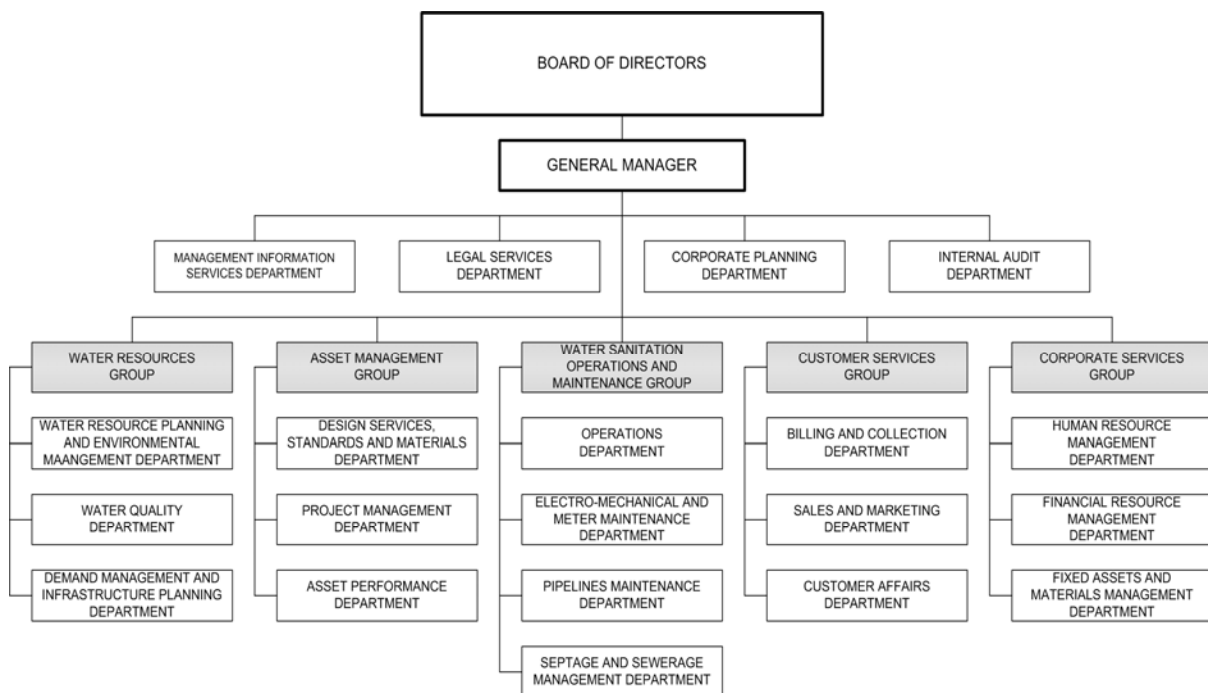 BOARD OF DIRECTORS
GENERAL MANAGER
MANAGEMENT INFORMATION
SERVICES DEPARTMENT
LEGAL SERVICES
DEPARTMENT
CORPORATE PLANNING
DEPARTMENT
INTERNAL AUDIT
DEPARTMENT
WATER RESOURCES
GROUP
ASSET MANAGEMENT
GROUP
WATER SANITATION
OPERATIONS AND
MAINTENANCE GROUP
CUSTOMER SERVICES
GROUP
CORPORATE SERVICES
GROUP
WATER RESOURCE PLANNING
AND ENVIRONMENTAL
MAANGEMENT DEPARTMENT
DESIGN SERVICES,
STANDARDS AND MATERIALS
DEPARTMENT
OPERATIONS
DEPARTMENT
BILLING AND COLLECTION
DEPARTMENT
HUMAN RESOURCE
MANAGEMENT
DEPARTMENT
WATER QUALITY
DEPARTMENT
PROJECT MANAGEMENT
DEPARTMENT
ELECTRO-MECHANICAL AND
METER MAINTENANCE
DEPARTMENT
SALES AND MARKETING
DEPARTMENT
FINANCIAL RESOURCE
MANAGEMENT
DEPARTMENT
DEMAND MANAGEMENT AND
INFRASTRUCTURE PLANNING
DEPARTMENT
ASSET PERFORMANCE
DEPARTMENT
PIPELINES MAINTENANCE
DEPARTMENT
CUSTOMER AFFAIRS
DEPARTMENT
FIXED ASSETS AND
MATERIALS MANAGEMENT
DEPARTMENT
SEPTAGE AND SEWERAGE
MANAGEMENT DEPARTMENT